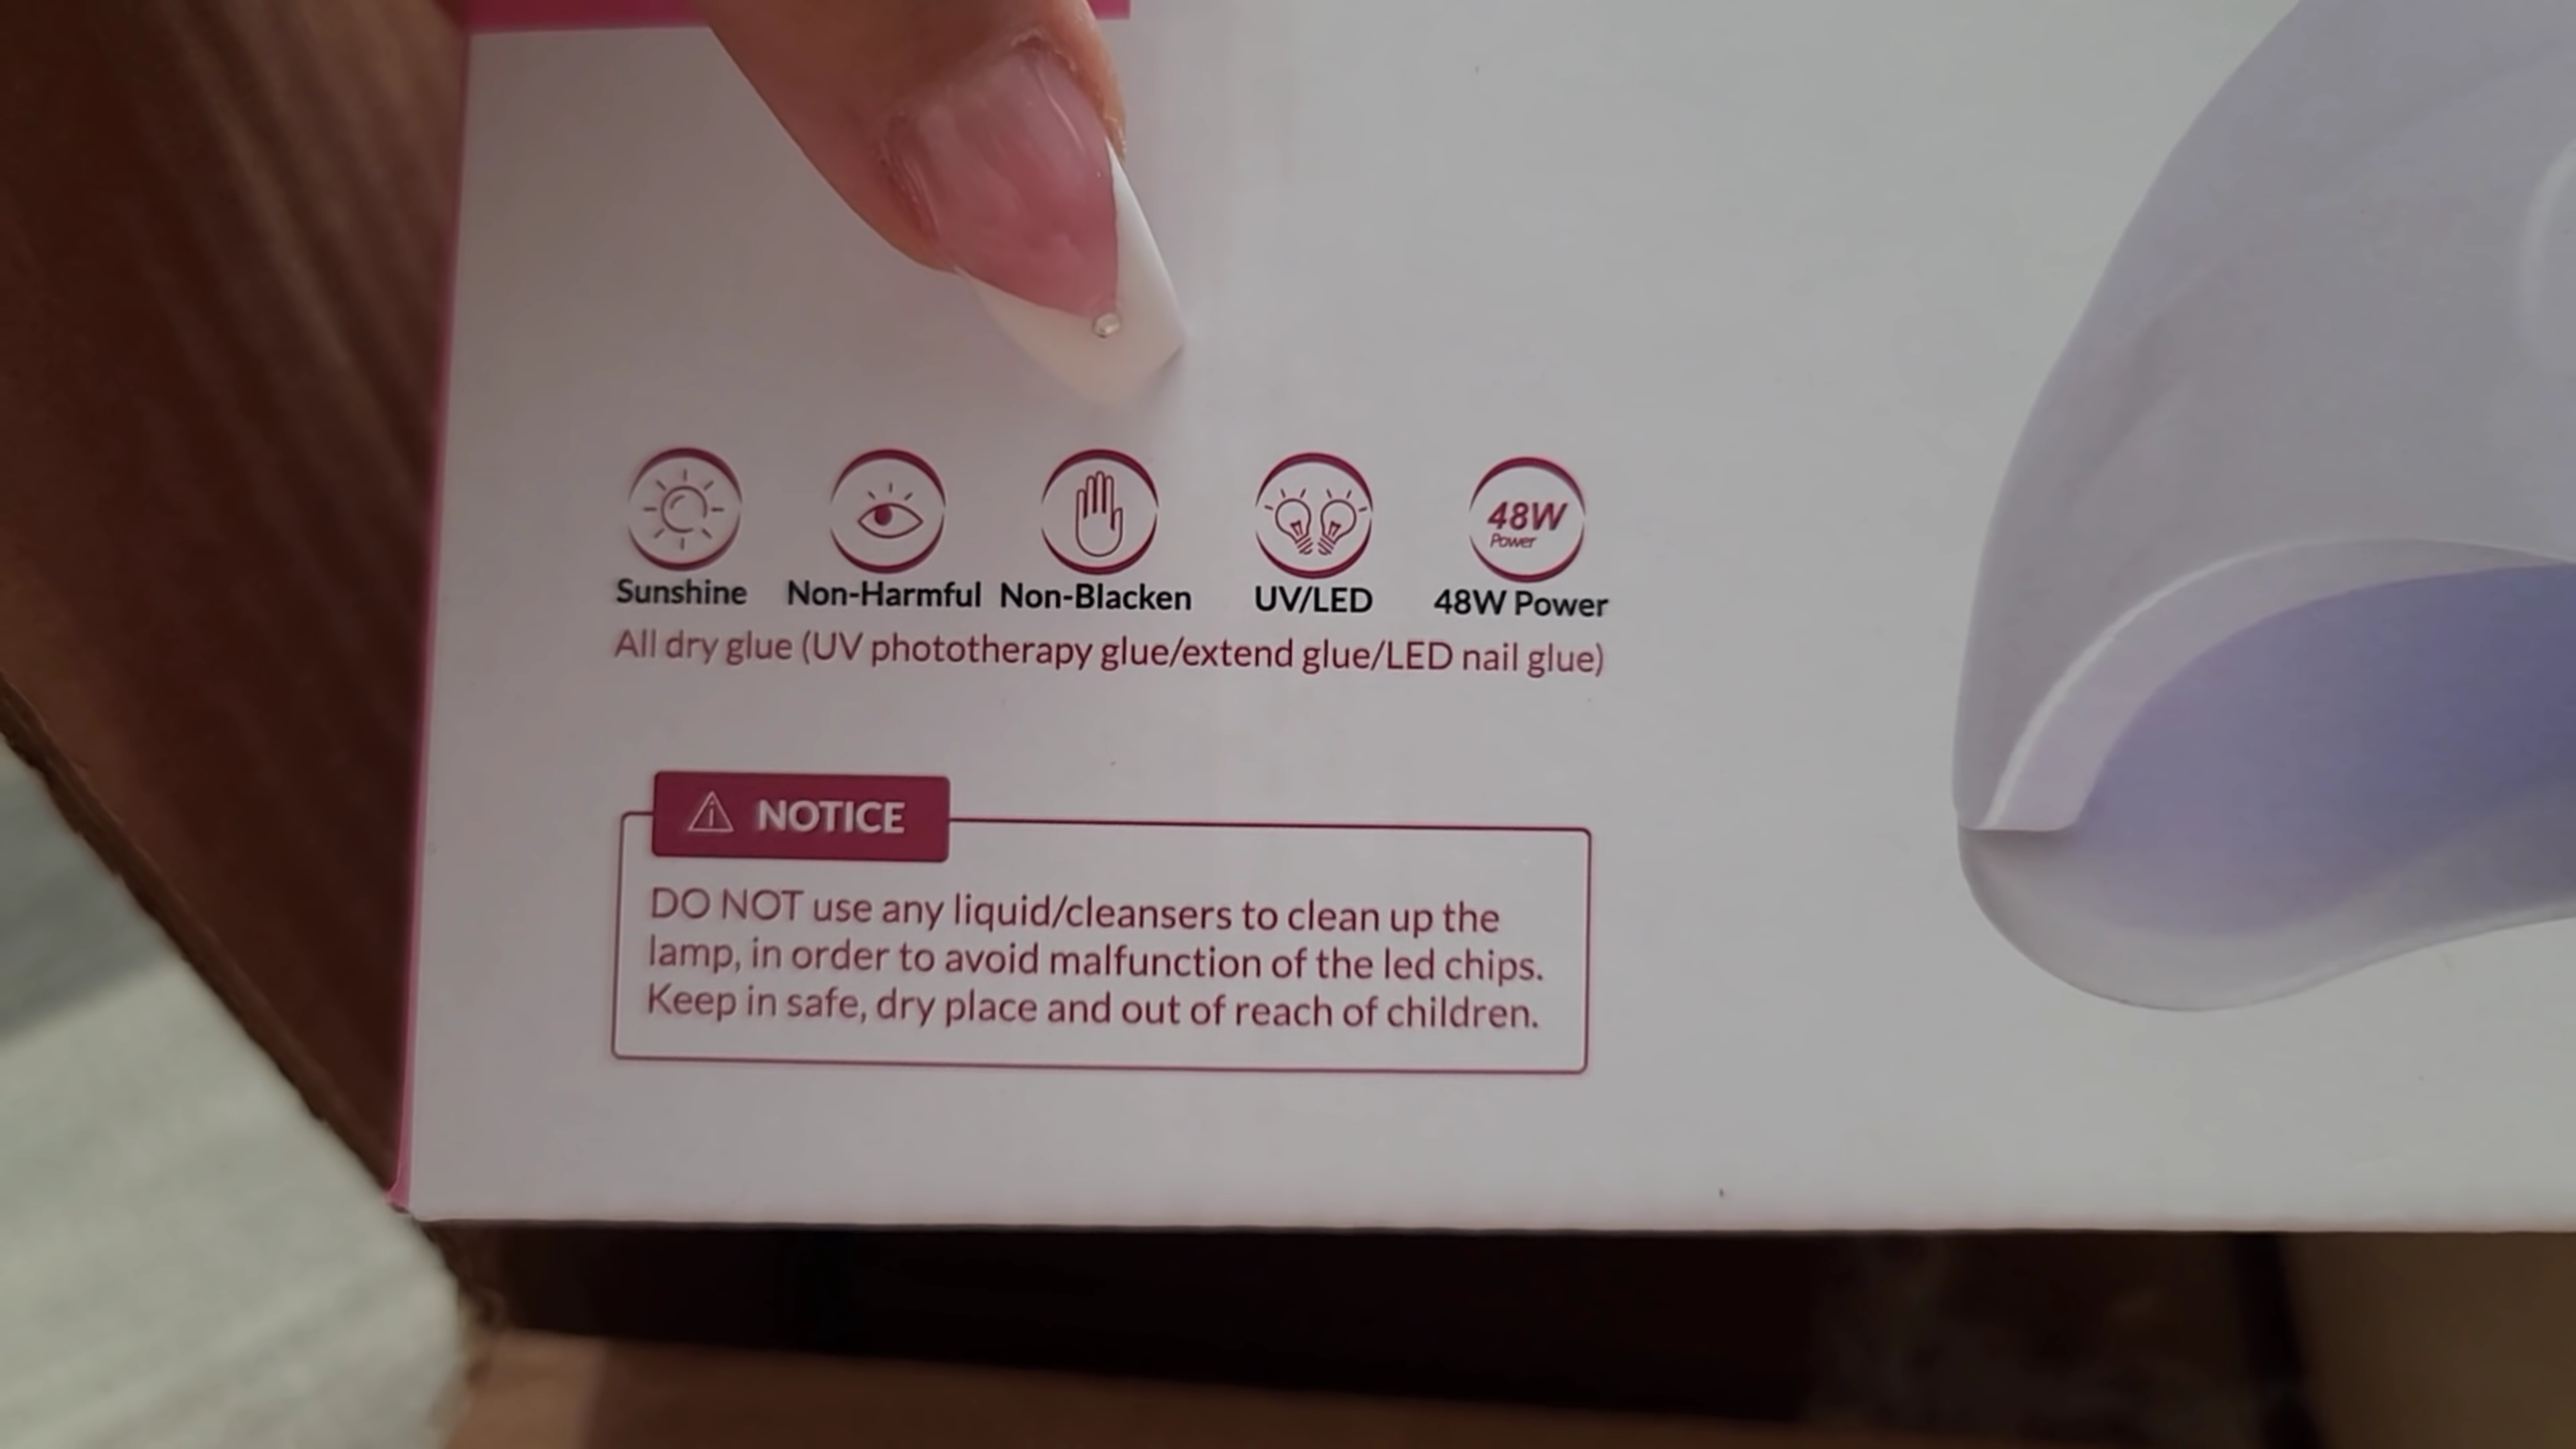 48W
Power
Sunshine Non-Harmful Non-Blacken UV/LED 48W Power
All dry glue (UV phototherapy glue/extend glue/LED nail glue)
NOTICE
DO NOT use any liquid/cleansers to clean up the
lamp, in order to avoid malfunction of the led chips.
Keep in safe, dry place and out of reach of children.